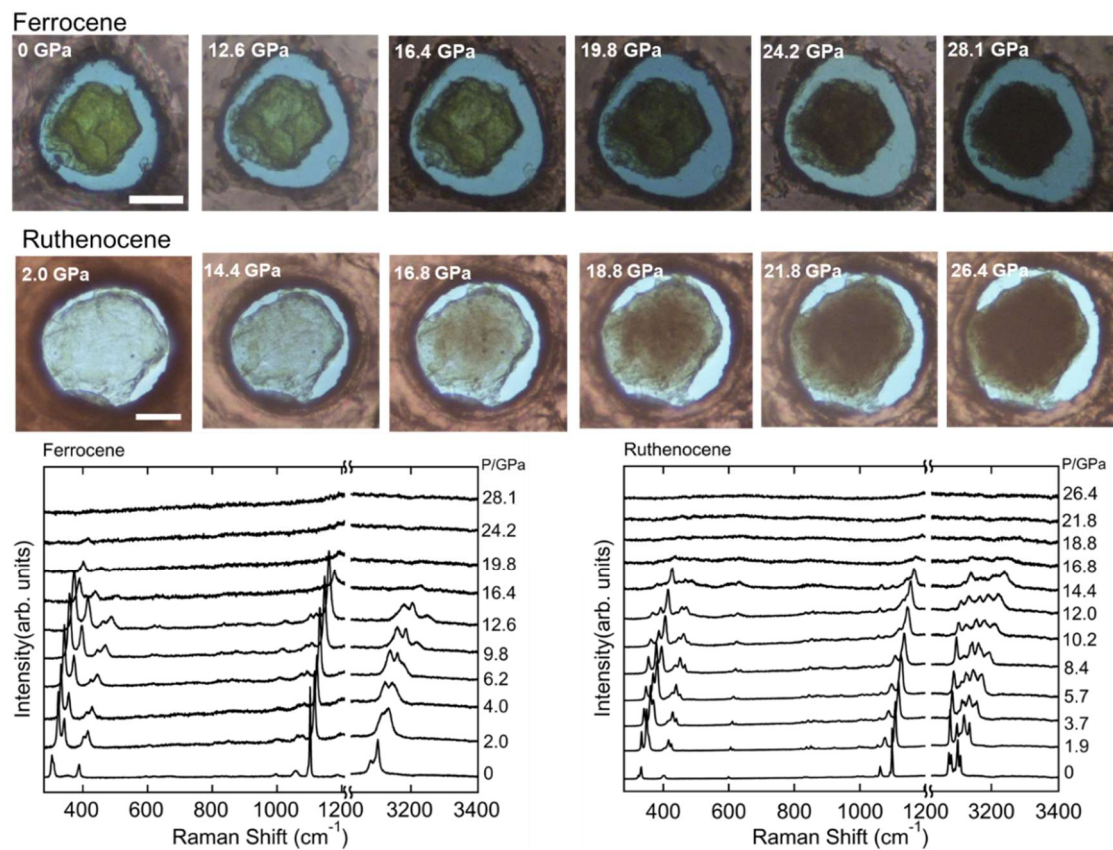 Ferrocene
0 GPa 12.6 GPa 16.4 GPa 19.8 GPa 24.2 GPa 28.1 GPa
Ruthenocene
2.0 GPa 14.4 GPa 16.8 GPa 18.8 GPa 21.8 GPa 26.4 GPa
Ferrocene P/GPa
28.1
24.2
19.8
16.4
12.6
9.8
6.2
4.0
2.0
0
Intensity(arb. units)
400 600 800 1000 1200 3200 3400
Raman Shift (cm⁻¹)
Ruthenocene P/GPa
26.4
21.8
18.8
16.8
14.4
12.0
10.2
8.4
5.7
3.7
1.9
0
Intensity(arb. units)
400 600 800 1000 1200 3200 3400
Raman Shift (cm⁻¹)